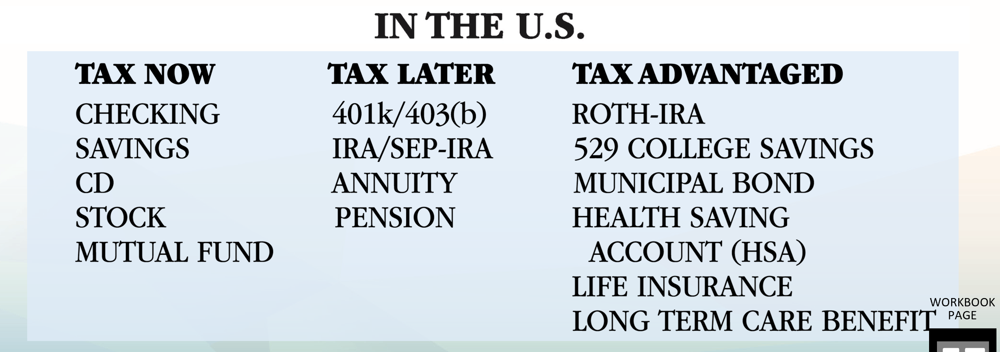 IN THE U.S.
TAX NOW
CHECKING
SAVINGS
CD
STOCK
MUTUAL FUND
TAX LATER
401k/403(b)
IRA/SEP-IRA
ANNUITY
PENSION
TAX ADVANTAGED
ROTH-IRA
529 COLLEGE SAVINGS
MUNICIPAL BOND
HEALTH SAVING
ACCOUNT (HSA)
LIFE INSURANCE
LONG TERM CARE BENEFIT
WORKBOOK
PAGE